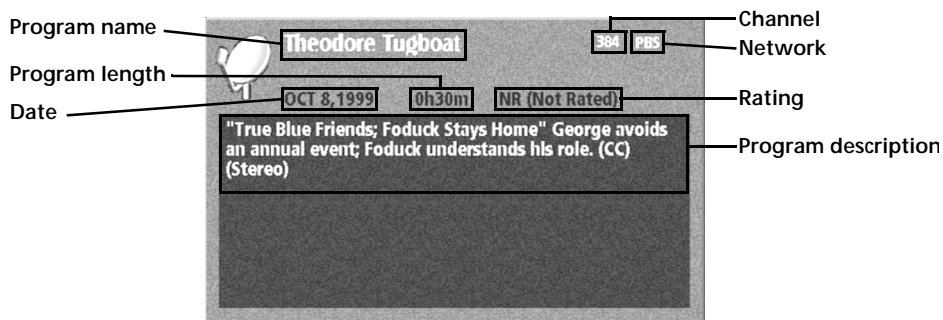 Program name
Channel
Theodore Tugboat
384 PBS
Network
Program length
Date
OCT 8,1999 0h30m NR (Not Rated)
Rating
"True Blue Friends; Foduck Stays Home" George avoids
an annual event; Foduck understands his role. (CC)
(Stereo)
Program description